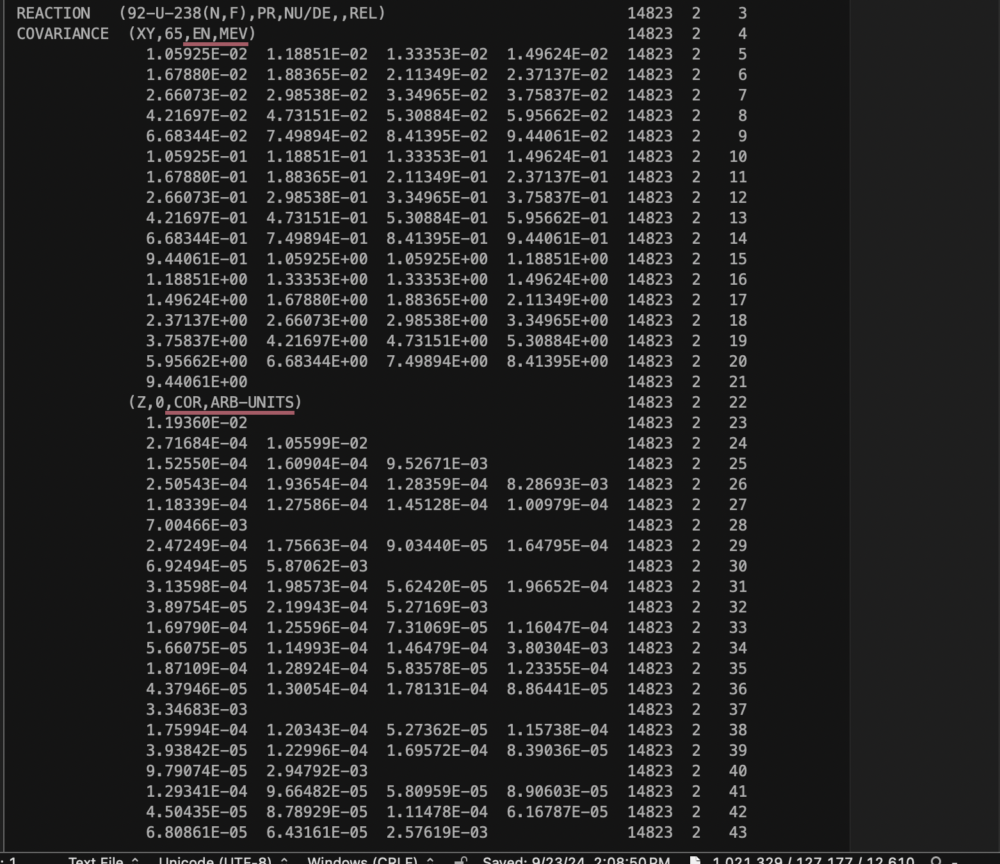 REACTION   (92-U-238(N,F),PR,NU/DE,,REL)                          14823  2    3
COVARIANCE  (XY,65,EN,MEV)                                        14823  2    4
              1.05925E-02  1.18851E-02  1.33353E-02  1.49624E-02  14823  2    5
              1.67880E-02  1.88365E-02  2.11349E-02  2.37137E-02  14823  2    6
              2.66073E-02  2.98538E-02  3.34965E-02  3.75837E-02  14823  2    7
              4.21697E-02  4.73151E-02  5.30884E-02  5.95662E-02  14823  2    8
              6.68344E-02  7.49894E-02  8.41395E-02  9.44061E-02  14823  2    9
              1.05925E-01  1.18851E-01  1.33353E-01  1.49624E-01  14823  2   10
              1.67880E-01  1.88365E-01  2.11349E-01  2.37137E-01  14823  2   11
              2.66073E-01  2.98538E-01  3.34965E-01  3.75837E-01  14823  2   12
              4.21697E-01  4.73151E-01  5.30884E-01  5.95662E-01  14823  2   13
              6.68344E-01  7.49894E-01  8.41395E-01  9.44061E-01  14823  2   14
              9.44061E-01  1.05925E+00  1.05925E+00  1.18851E+00  14823  2   15
              1.18851E+00  1.33353E+00  1.33353E+00  1.49624E+00  14823  2   16
              1.49624E+00  1.67880E+00  1.88365E+00  2.11349E+00  14823  2   17
              2.37137E+00  2.66073E+00  2.98538E+00  3.34965E+00  14823  2   18
              3.75837E+00  4.21697E+00  4.73151E+00  5.30884E+00  14823  2   19
              5.95662E+00  6.68344E+00  7.49894E+00  8.41395E+00  14823  2   20
              9.44061E+00                                         14823  2   21
            (Z,0,COR,ARB-UNITS)                                   14823  2   22
              1.19360E-02                                         14823  2   23
              2.71684E-04  1.05599E-02                            14823  2   24
              1.52550E-04  1.60904E-04  9.52671E-03               14823  2   25
              2.50543E-04  1.93654E-04  1.28359E-04  8.28693E-03  14823  2   26
              1.18339E-04  1.27586E-04  1.45128E-04  1.00979E-04  14823  2   27
              7.00466E-03                                         14823  2   28
              2.47249E-04  1.75663E-04  9.03440E-05  1.64795E-04  14823  2   29
              6.92494E-05  5.87062E-03                            14823  2   30
              3.13598E-04  1.98573E-04  5.62420E-05  1.96652E-04  14823  2   31
              3.89754E-05  2.19943E-04  5.27169E-03               14823  2   32
              1.69790E-04  1.25596E-04  7.31069E-05  1.16047E-04  14823  2   33
              5.66075E-05  1.14993E-04  1.46479E-04  3.80304E-03  14823  2   34
              1.87109E-04  1.28924E-04  5.83578E-05  1.23355E-04  14823  2   35
              4.37946E-05  1.30054E-04  1.78131E-04  8.86441E-05  14823  2   36
              3.34683E-03                                         14823  2   37
              1.75994E-04  1.20343E-04  5.27362E-05  1.15738E-04  14823  2   38
              3.93842E-05  1.22996E-04  1.69572E-04  8.39036E-05  14823  2   39
              9.79074E-05  2.94792E-03                            14823  2   40
              1.29341E-04  9.66482E-05  5.80959E-05  8.90603E-05  14823  2   41
              4.50435E-05  8.78929E-05  1.11478E-04  6.16787E-05  14823  2   42
              6.80861E-05  6.43161E-05  2.57619E-03               14823  2   43
: 1   Text File   Unicode (UTF-8)   Windows (CRLF)   Saved: 9/23/24, 2:08:50 PM   1,021,329 / 127,177 / 12,610